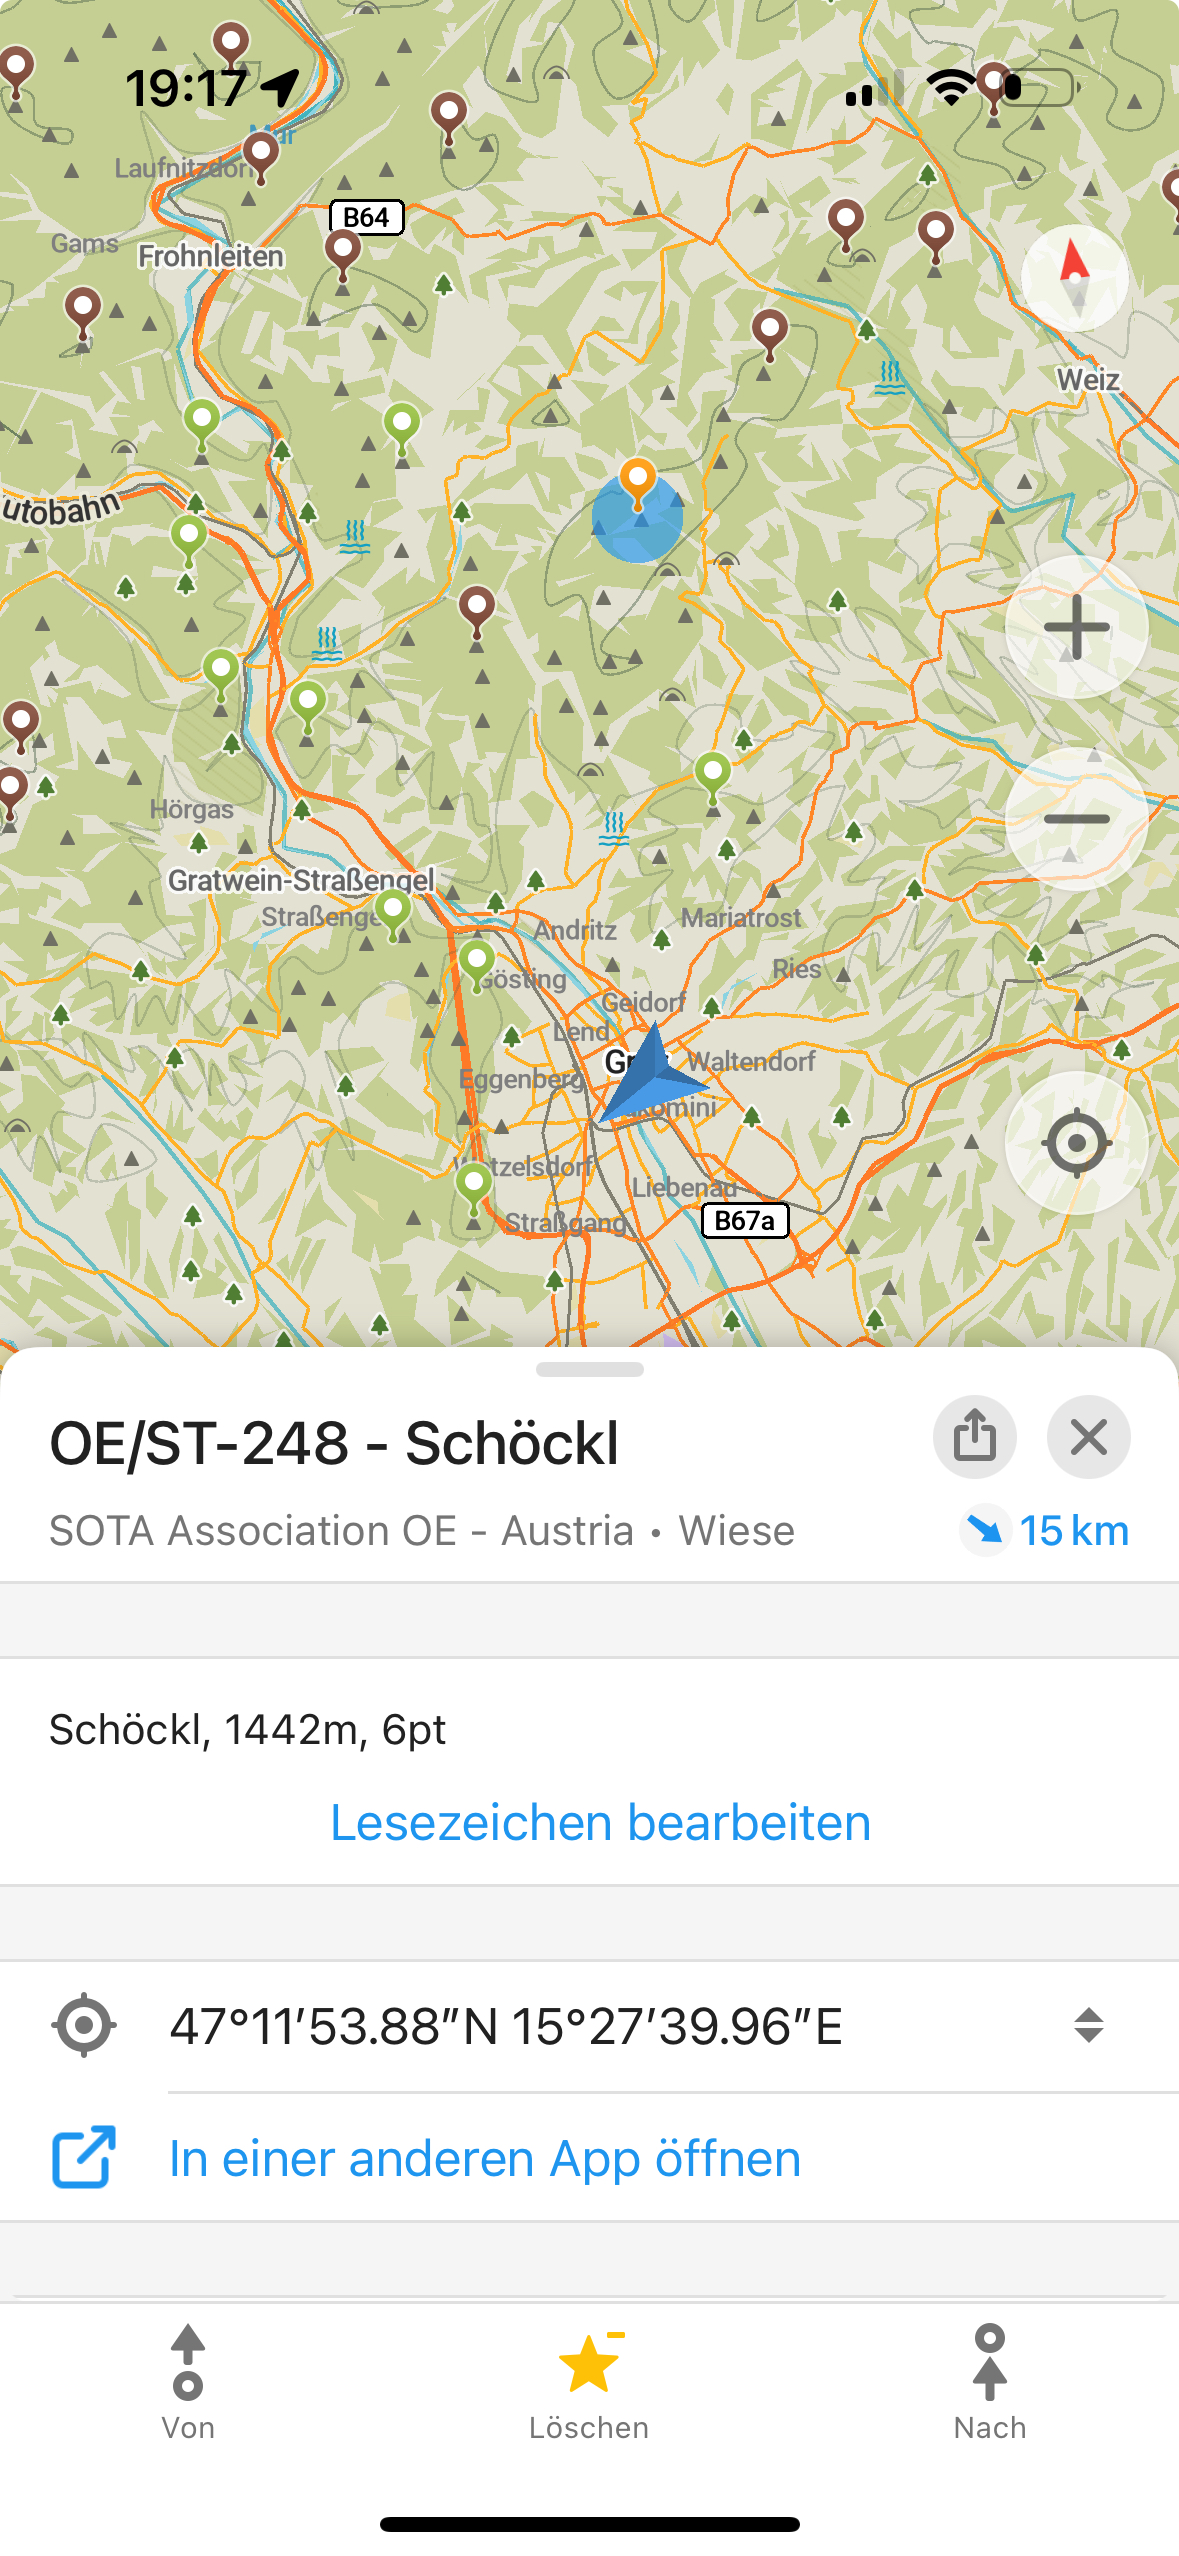 19:17
Mur
Laufnitzdorf
B64
Gams
Frohnleiten
Weiz
utobahn
Hörgas
Gratwein-Straßengel
Straßenge
Andritz
Mariatrost
Gösting
Ries
Geidorf
Lend
Gr
Waltendorf
Eggenberg
komini
W tzelsdorf
Liebenau
Straßgang
B67a
OE/ST-248 - Schöckl
SOTA Association OE - Austria • Wiese
15 km
Schöckl, 1442m, 6pt
Lesezeichen bearbeiten
47°11′53.88″N 15°27′39.96″E
In einer anderen App öffnen
Von
Löschen
Nach